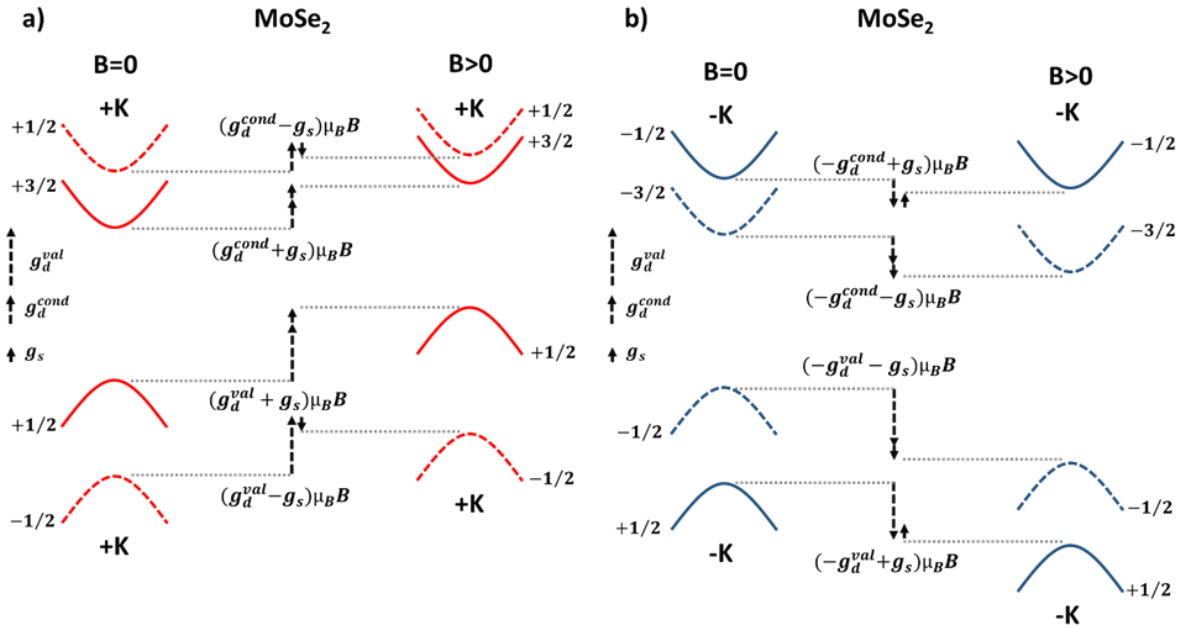 a)
MoSe₂
B=0
B>0
+K
+K
+1/2
(g_d^cond−g_s)μ_B B
+1/2
+3/2
+3/2
(g_d^cond+g_s)μ_B B
g_d^val
g_d^cond
g_s
+1/2
+1/2
(g_d^val + g_s)μ_B B
−1/2
(g_d^val−g_s)μ_B B
−1/2
+K
+K
b)
MoSe₂
B=0
B>0
-K
-K
−1/2
(−g_d^cond+g_s)μ_B B
−1/2
−3/2
−3/2
(−g_d^cond−g_s)μ_B B
g_d^val
g_d^cond
g_s
(−g_d^val − g_s)μ_B B
−1/2
−1/2
+1/2
(−g_d^val+g_s)μ_B B
+1/2
-K
-K